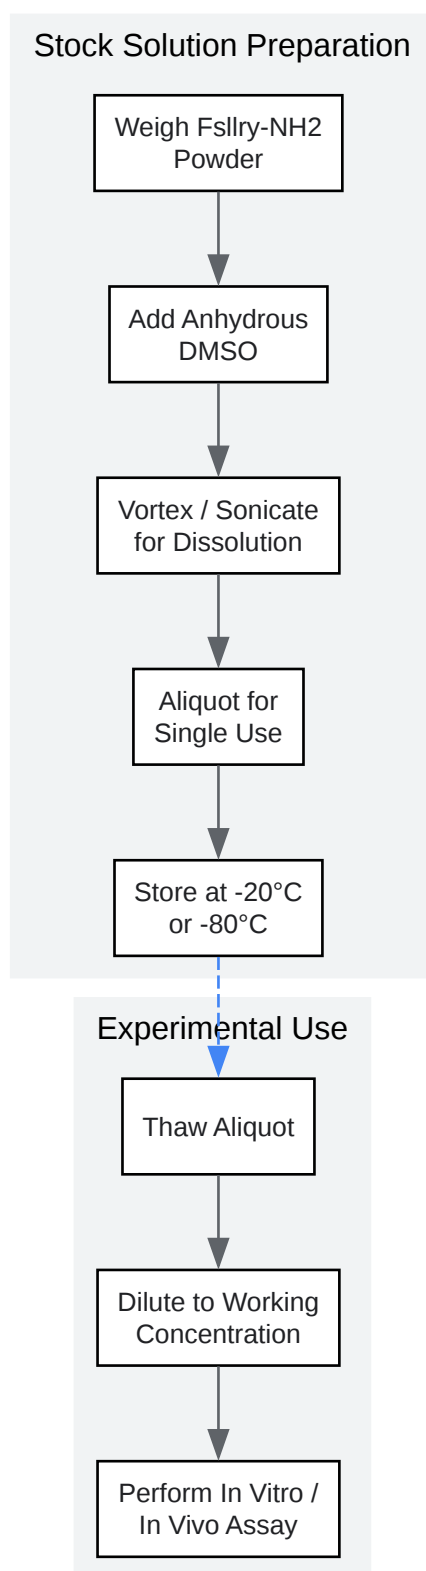 Stock Solution Preparation
Weigh Fsllry-NH2
Powder
Add Anhydrous
DMSO
Vortex / Sonicate
for Dissolution
Aliquot for
Single Use
Store at -20°C
or -80°C
Experimental Use
Thaw Aliquot
Dilute to Working
Concentration
Perform In Vitro /
In Vivo Assay